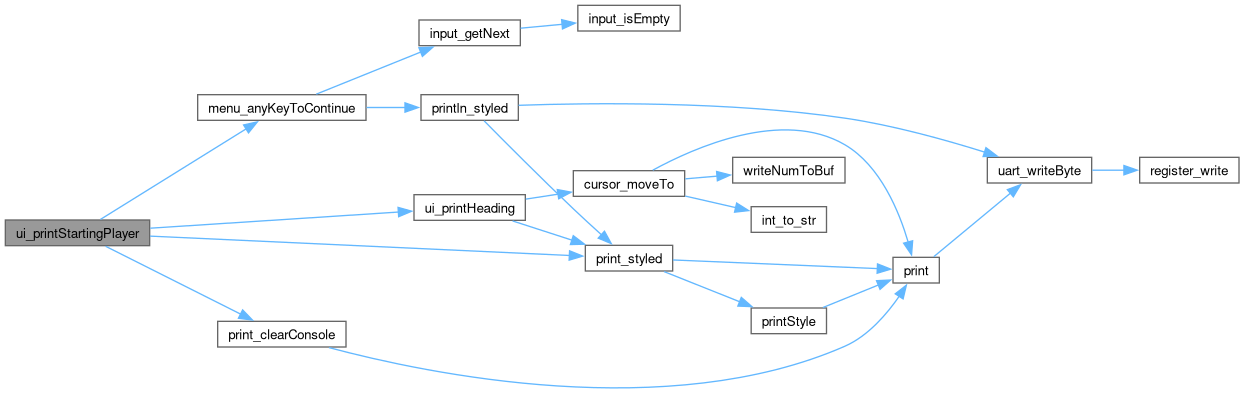 input_isEmpty
input_getNext
menu_anyKeyToContinue
println_styled
writeNumToBuf
uart_writeByte
register_write
cursor_moveTo
ui_printHeading
int_to_str
ui_printStartingPlayer
print_styled
print
printStyle
print_clearConsole